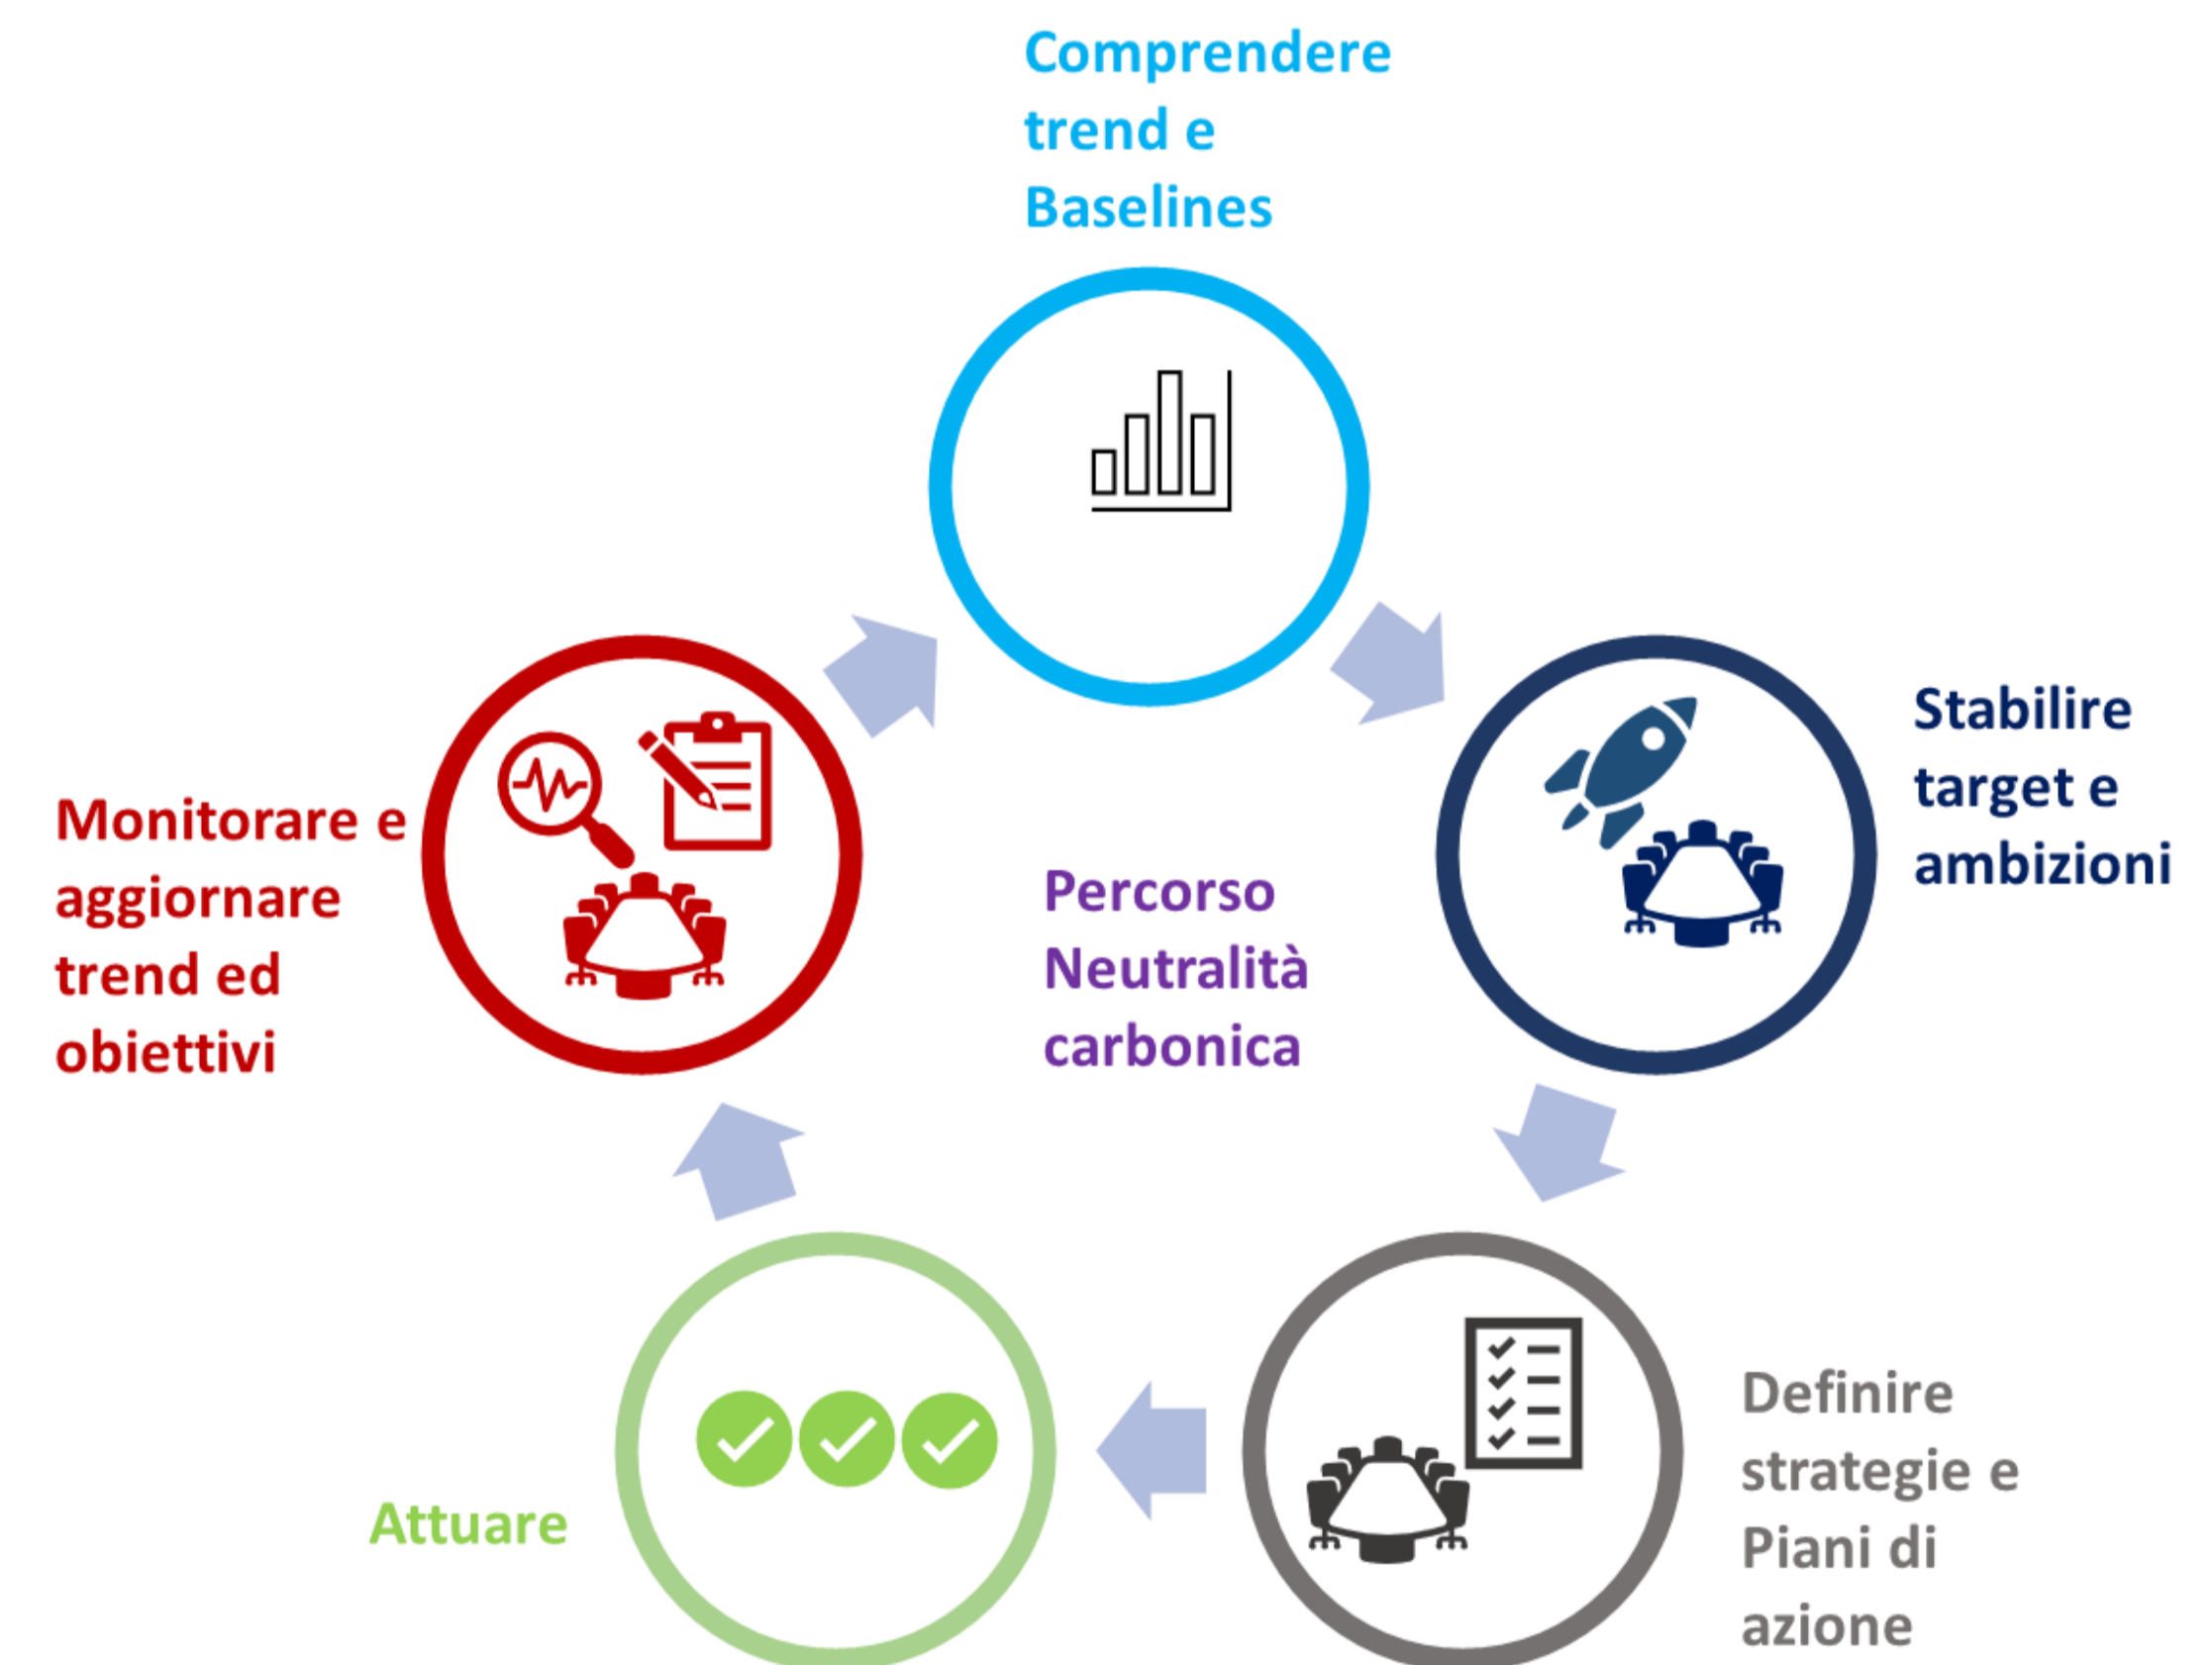 Comprendere
trend e
Baselines
Stabilire
target e
ambizioni
Monitorare e
aggiornare
trend ed
obiettivi
Percorso
Neutralità
carbonica
Definire
strategie e
Piani di
azione
Attuare